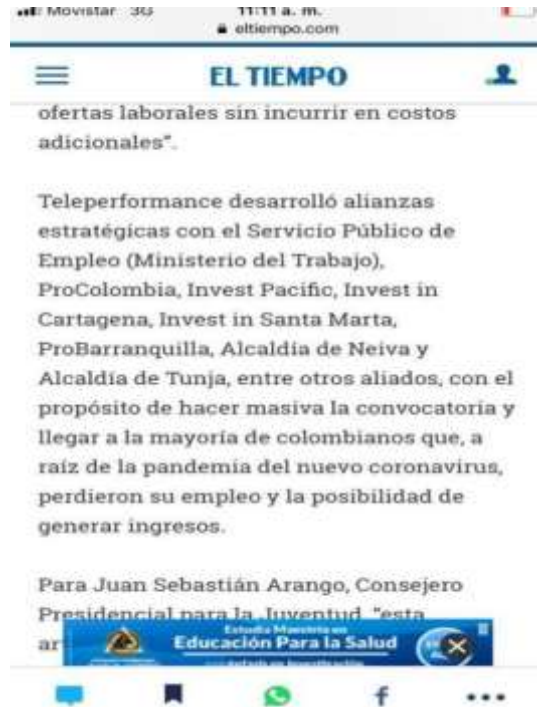 Movistar 3G 11:11 a. m.
eltiempo.com
EL TIEMPO
ofertas laborales sin incurrir en costos
adicionales".
Teleperformance desarrolló alianzas
estratégicas con el Servicio Público de
Empleo (Ministerio del Trabajo),
ProColombia, Invest Pacific, Invest in
Cartagena, Invest in Santa Marta,
ProBarranquilla, Alcaldía de Neiva y
Alcaldía de Tunja, entre otros aliados, con el
propósito de hacer masiva la convocatoria y
llegar a la mayoría de colombianos que, a
raíz de la pandemia del nuevo coronavirus,
perdieron su empleo y la posibilidad de
generar ingresos.
Para Juan Sebastián Arango, Consejero
Presidencial para la Juventud, "esta
ar
Estudia Maestría en
Educación Para la Salud